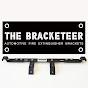 THE BRACKETEER
AUTOMOTIVE FIRE EXTINGUISHER BRACKETS